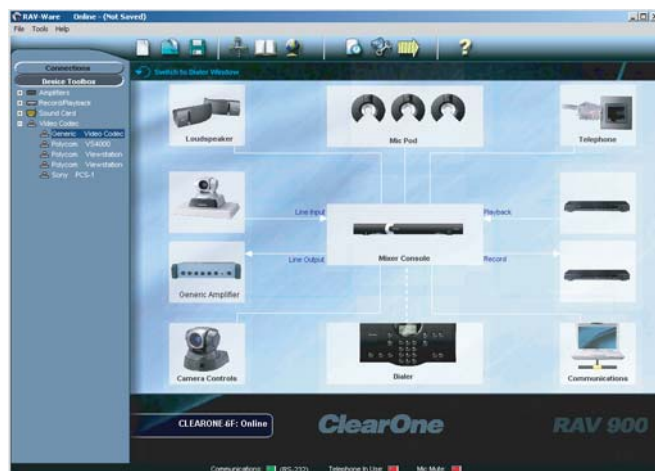 RAV-Ware Online - (Not Saved)
File Tools Help
Connections
Device Toolbox
Switch to Dialer Window
Amplifiers
Record/Playback
Sound Card
Video Codec
Generic Video Codec
Polycom VS4000
Polycom Viewstation
Polycom Viewstation
Sony PCS-1
Loudspeaker
Mic Pod
Telephone
Line Input
Playback
Mixer Console
Line Output
Record
Generic Amplifier
Camera Controls
Dialer
Communications
CLEARONE-6F: Online
ClearOne
RAV 900
Communications: (RS-232) Telephone In Use: Mic Mute: